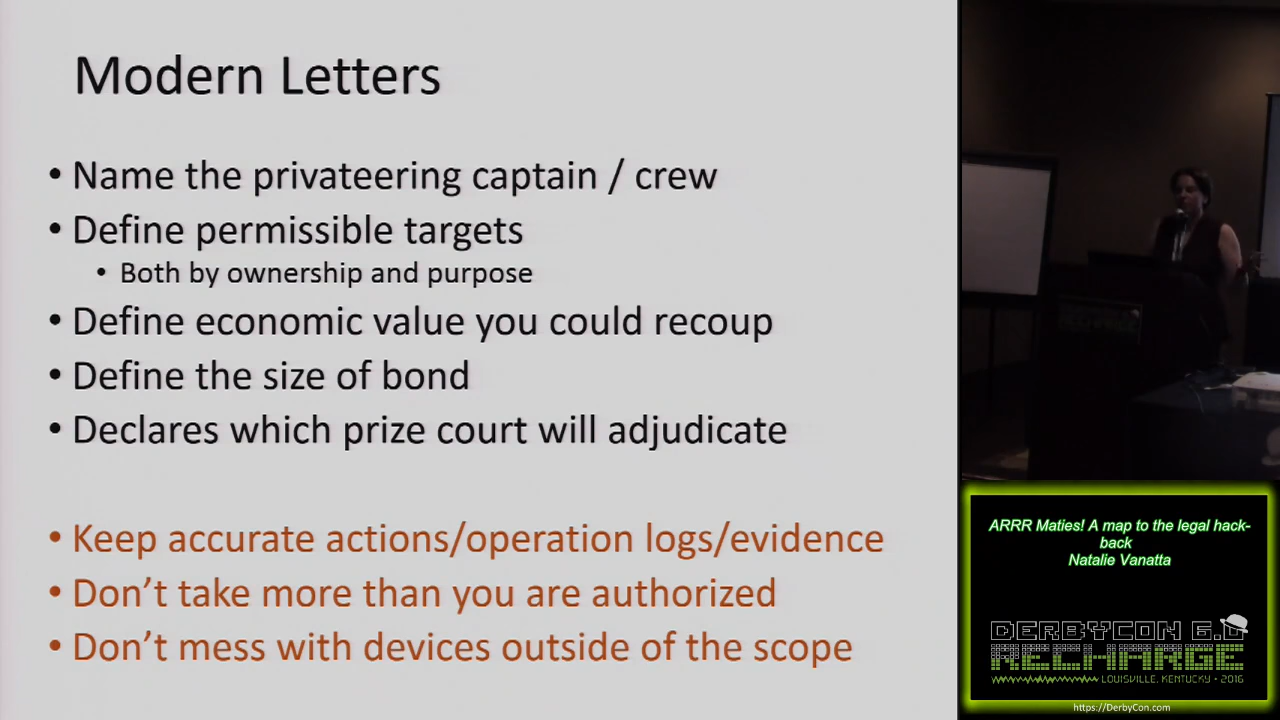 Modern Letters
• Name the privateering captain / crew
• Define permissible targets
• Both by ownership and purpose
• Define economic value you could recoup
• Define the size of bond
• Declares which prize court will adjudicate
• Keep accurate actions/operation logs/evidence
• Don’t take more than you are authorized
• Don’t mess with devices outside of the scope
ARRR Maties! A map to the legal hack-
back
Natalie Vanatta
DERBYCON 6.0
RECHARGE
LOUISVILLE, KENTUCKY • 2016
https://DerbyCon.com